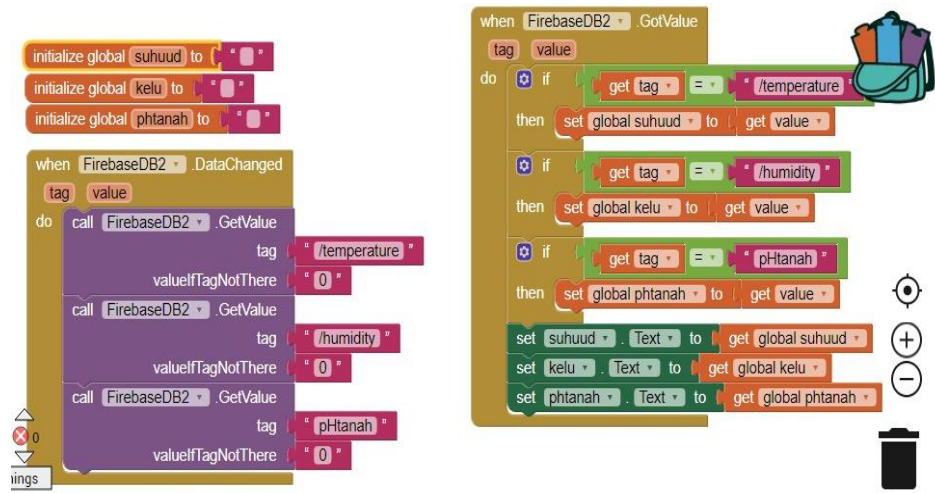 initialize global suhuud to " "
initialize global kelu to " "
initialize global phtanah to " "
when FirebaseDB2 .DataChanged
tag value
do call FirebaseDB2 .GetValue
tag " /temperature "
valueIfTagNotThere " 0 "
call FirebaseDB2 .GetValue
tag " /humidity "
valueIfTagNotThere " 0 "
call FirebaseDB2 .GetValue
tag " pHtanah "
valueIfTagNotThere " 0 "
0
ings
when FirebaseDB2 .GotValue
tag value
do if get tag = " /temperature "
then set global suhuud to get value
if get tag = " /humidity "
then set global kelu to get value
if get tag = " pHtanah "
then set global phtanah to get value
set suhuud . Text to get global suhuud
set kelu . Text to get global kelu
set phtanah . Text to get global phtanah